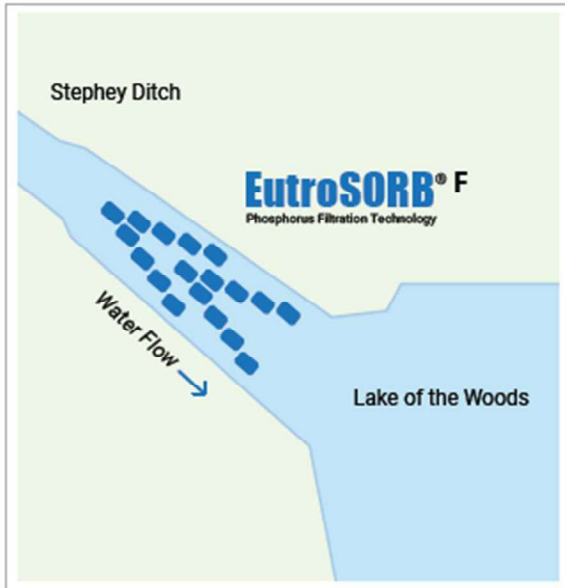 Stephey Ditch
EutroSORB® F
Phosphorus Filtration Technology
Water Flow
Lake of the Woods